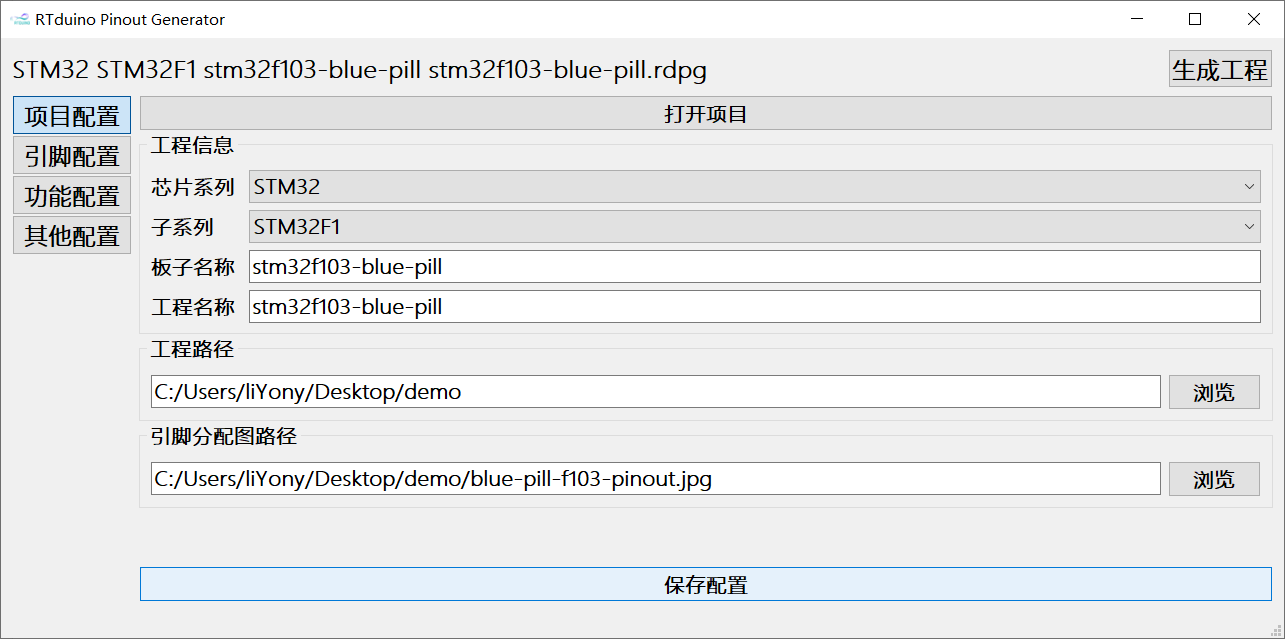 RTduino Pinout Generator
STM32 STM32F1 stm32f103-blue-pill stm32f103-blue-pill.rdpg
生成工程
项目配置
引脚配置
功能配置
其他配置
打开项目
工程信息
芯片系列 STM32
子系列 STM32F1
板子名称 stm32f103-blue-pill
工程名称 stm32f103-blue-pill
工程路径
C:/Users/liYony/Desktop/demo 浏览
引脚分配图路径
C:/Users/liYony/Desktop/demo/blue-pill-f103-pinout.jpg 浏览
保存配置